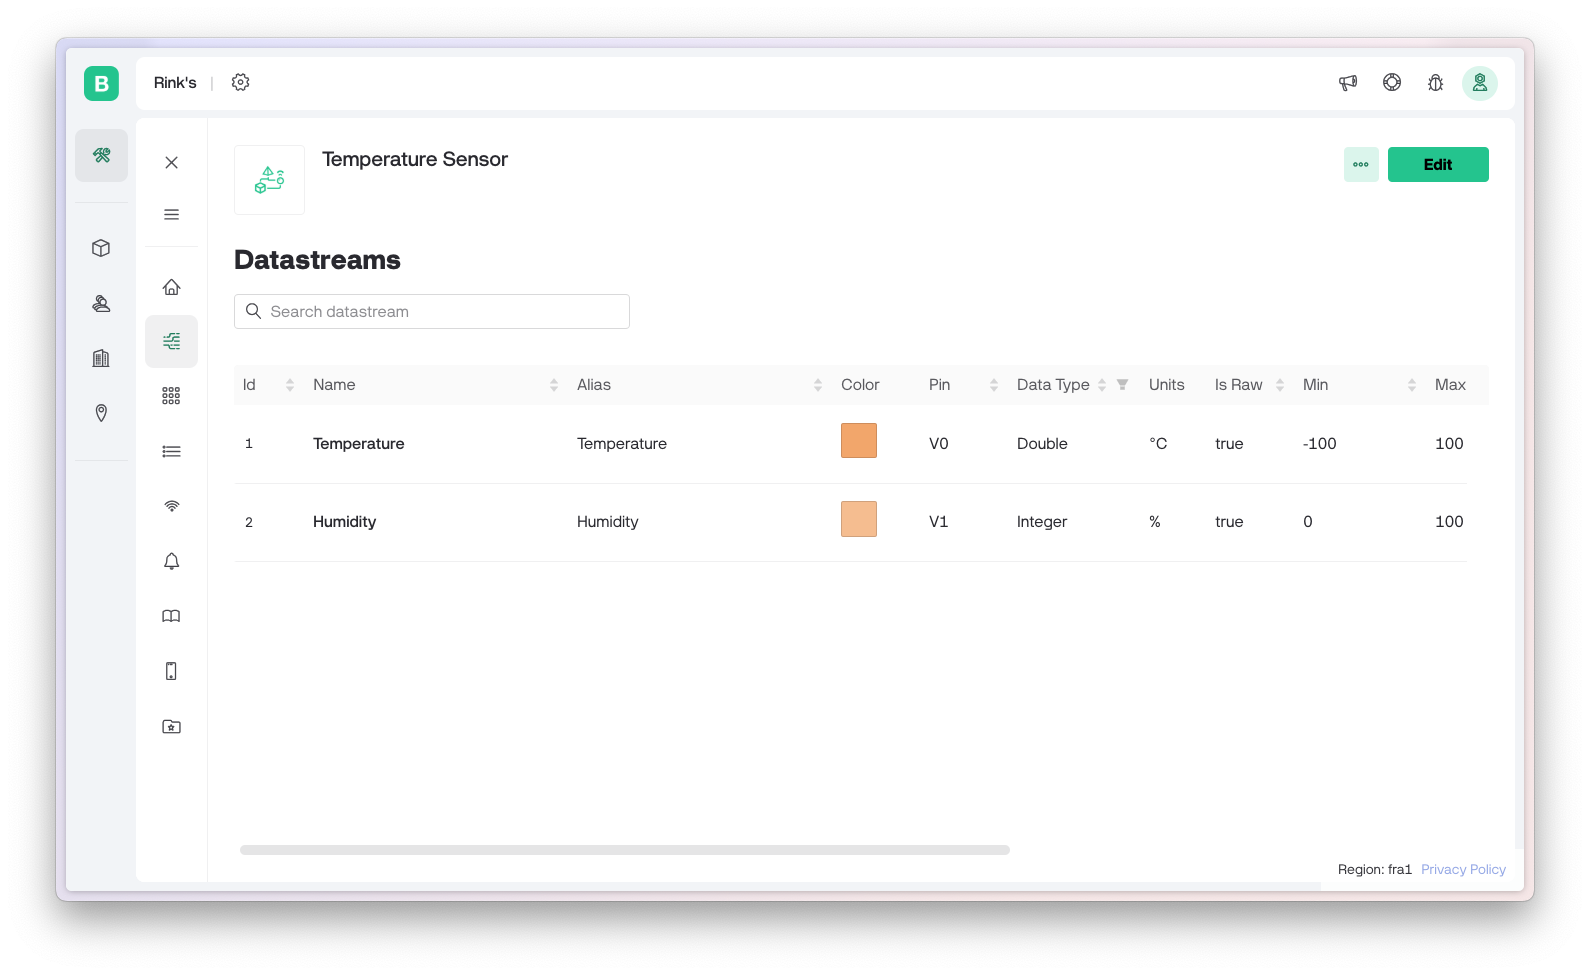 B
Rink's
Temperature Sensor
Edit
Datastreams
Search datastream
Id Name Alias Color Pin Data Type Units Is Raw Min Max
1 Temperature Temperature V0 Double °C true -100 100
2 Humidity Humidity V1 Integer % true 0 100
Region: fra1 Privacy Policy